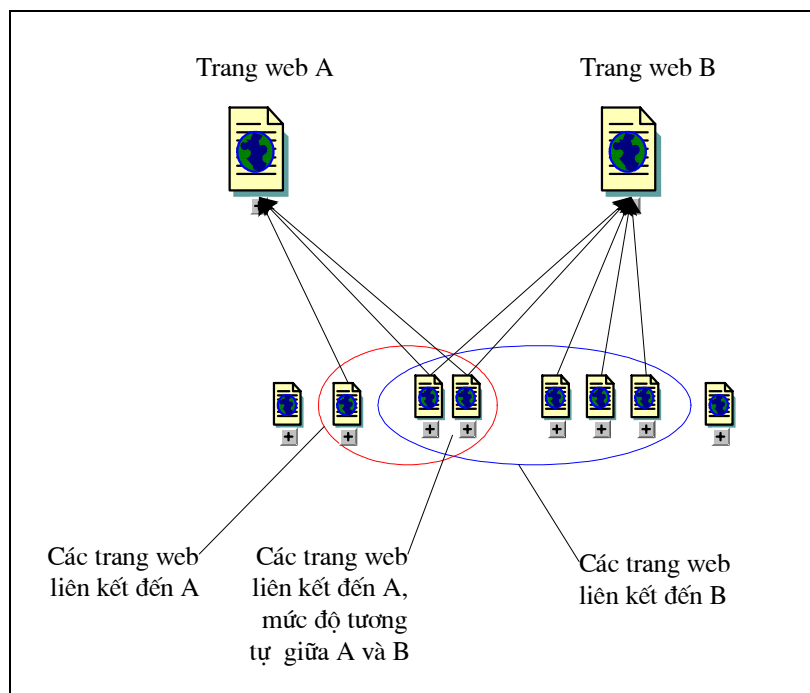 Trang web A
Trang web B
Các trang web
liên kết đến A
Các trang web
liên kết đến A,
mức độ tương
tự giữa A và B
Các trang web
liên kết đến B